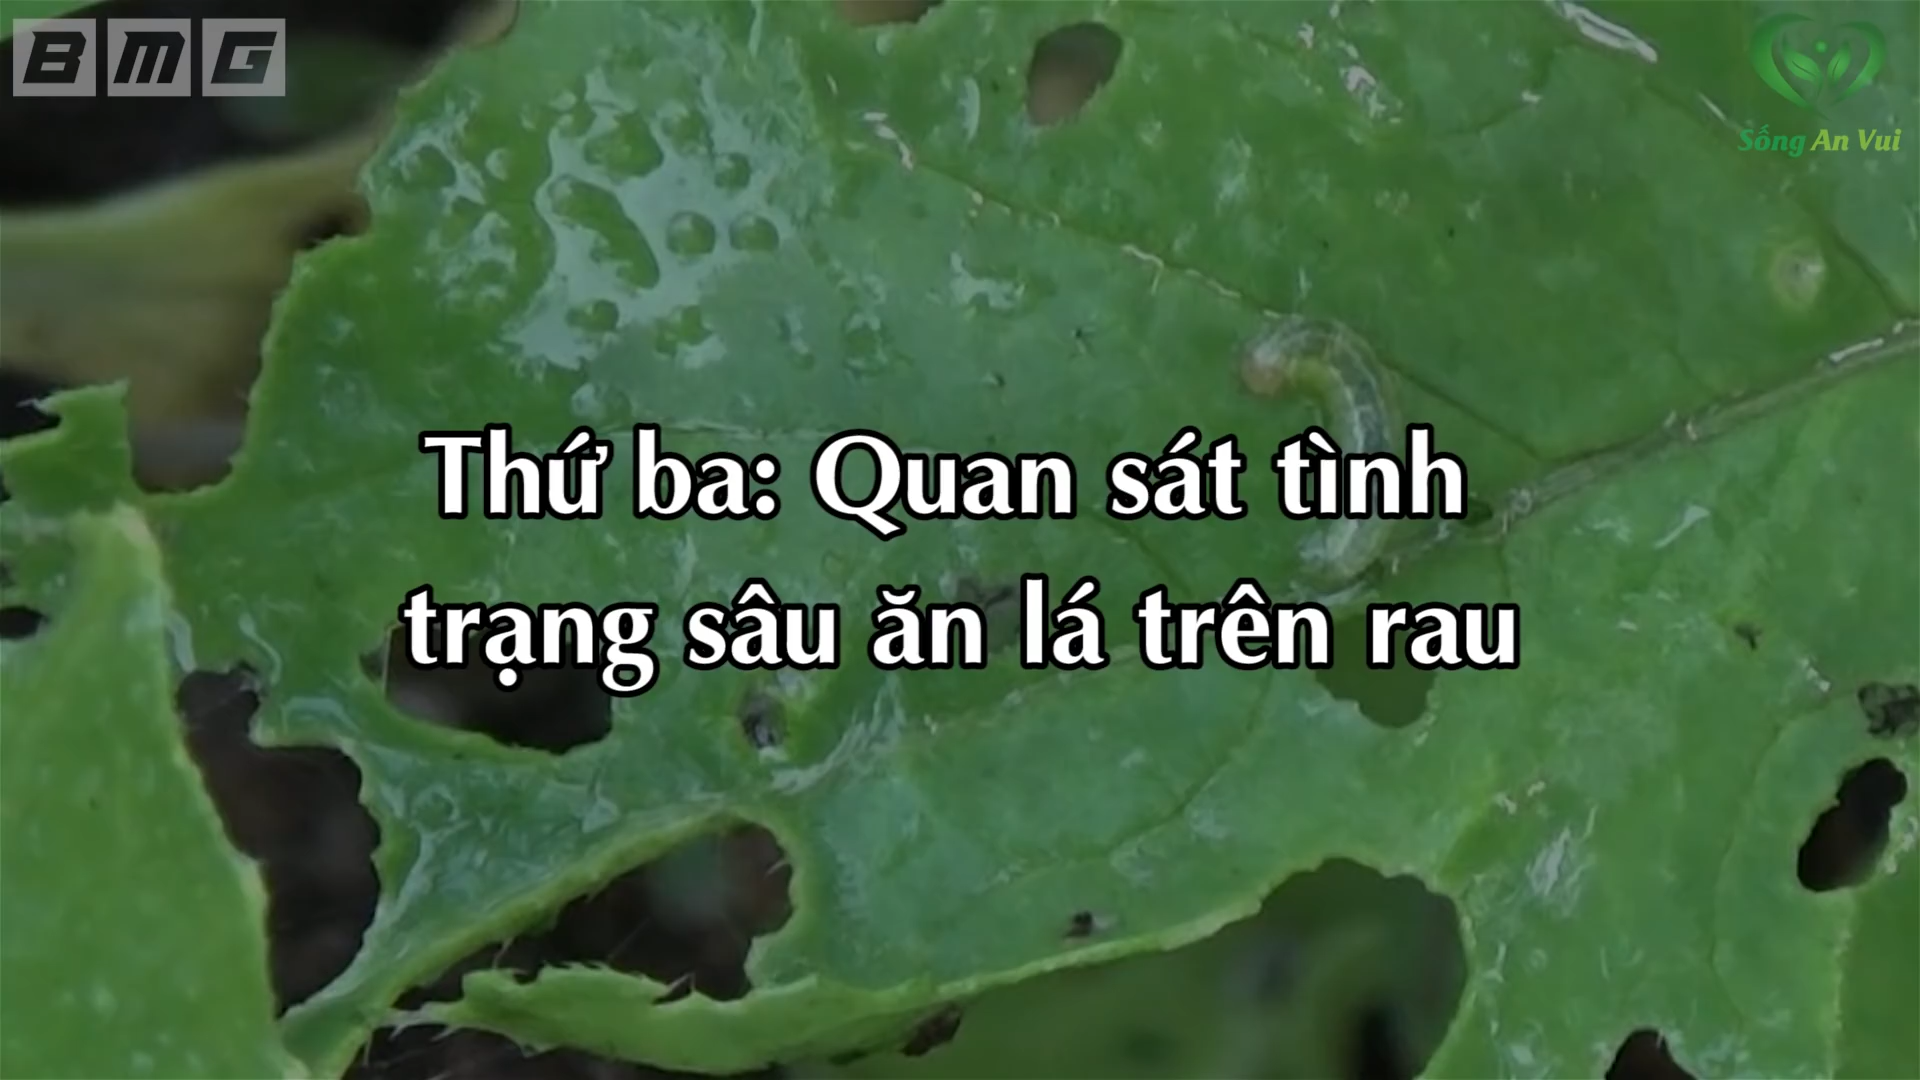 BMG
Sống An Vui
Thứ ba: Quan sát tình
trạng sâu ăn lá trên rau